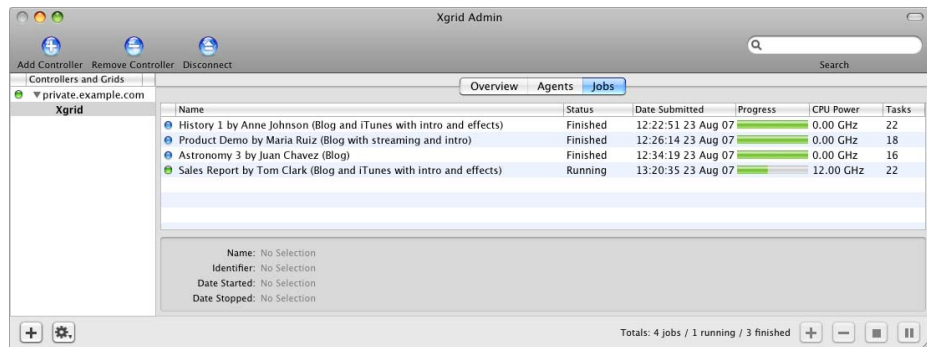 Xgrid Admin
Add Controller Remove Controller Disconnect Search
Controllers and Grids
Overview Agents Jobs
private.example.com
Xgrid
Name Status Date Submitted Progress CPU Power Tasks
History 1 by Anne Johnson (Blog and iTunes with intro and effects) Finished 12:22:51 23 Aug 07 0.00 GHz 22
Product Demo by Maria Ruiz (Blog with streaming and intro) Finished 12:26:14 23 Aug 07 0.00 GHz 18
Astronomy 3 by Juan Chavez (Blog) Finished 12:34:19 23 Aug 07 0.00 GHz 16
Sales Report by Tom Clark (Blog and iTunes with intro and effects) Running 13:20:35 23 Aug 07 12.00 GHz 22
Name: No Selection
Identifier: No Selection
Date Started: No Selection
Date Stopped: No Selection
Totals: 4 jobs / 1 running / 3 finished